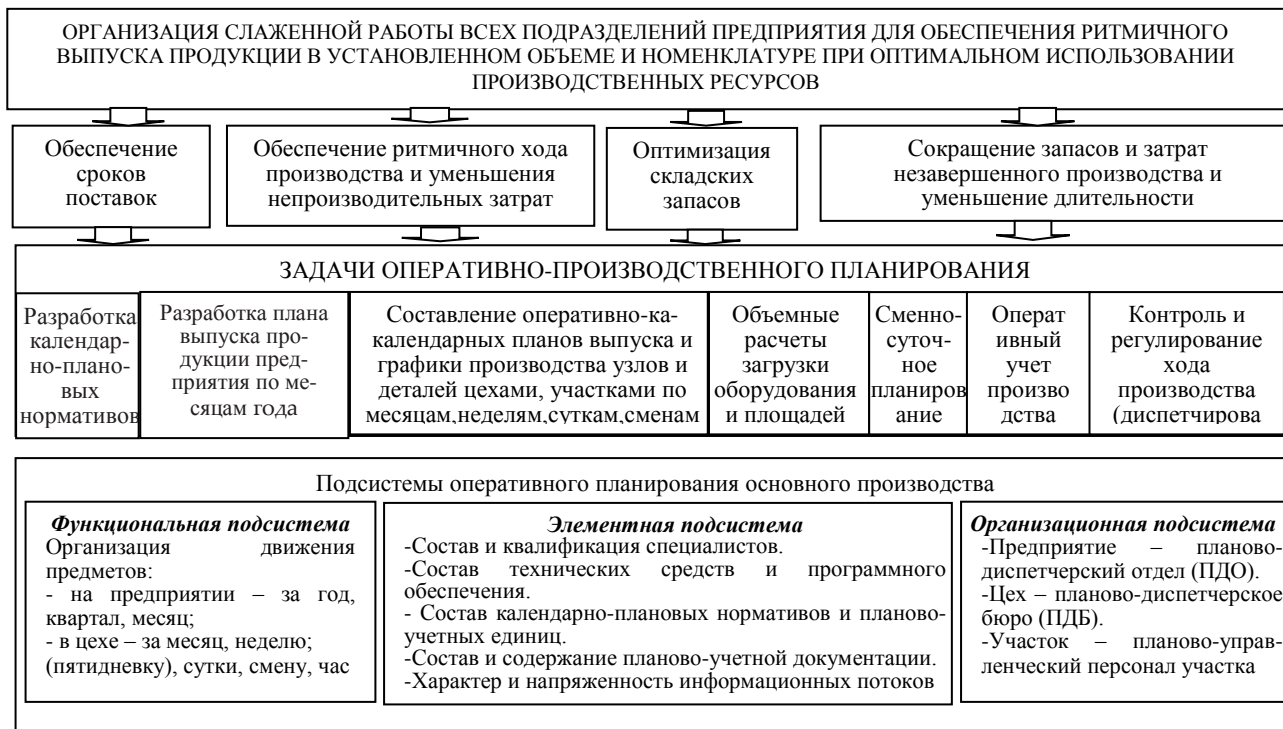 ОРГАНИЗАЦИЯ СЛАЖЕННОЙ РАБОТЫ ВСЕХ ПОДРАЗДЕЛЕНИЙ ПРЕДПРИЯТИЯ ДЛЯ ОБЕСПЕЧЕНИЯ РИТМИЧНОГО
ВЫПУСКА ПРОДУКЦИИ В УСТАНОВЛЕННОМ ОБЪЕМЕ И НОМЕНКЛАТУРЕ ПРИ ОПТИМАЛЬНОМ ИСПОЛЬЗОВАНИИ
ПРОИЗВОДСТВЕННЫХ РЕСУРСОВ
Обеспечение
сроков
поставок
Обеспечение ритмичного хода
производства и уменьшения
непроизводительных затрат
Оптимизация
складских
запасов
Сокращение запасов и затрат
незавершенного производства и
уменьшение длительности
ЗАДАЧИ ОПЕРАТИВНО-ПРОИЗВОДСТВЕННОГО ПЛАНИРОВАНИЯ
Разработка
календар-
но-плано-
вых
нормативов
Разработка плана
выпуска про-
дукции пред-
приятия по ме-
сяцам года
Составление оперативно-ка-
календарных планов выпуска и
графики производства узлов и
деталей цехами, участками по
месяцам,неделям,суткам,сменам
Объемные
расчеты
загрузки
оборудования
и площадей
Сменно-
суточ-
ное
планиров
ание
Операт
ивный
учет
произво
дства
Контроль и
регулирование
хода
производства
(диспетчирова
Подсистемы оперативного планирования основного производства
Функциональная подсистема
Организация движения
предметов:
- на предприятии – за год,
квартал, месяц;
- в цехе – за месяц, неделю;
(пятидневку), сутки, смену, час
Элементная подсистема
-Состав и квалификация специалистов.
-Состав технических средств и программного
обеспечения.
- Состав календарно-плановых нормативов и планово-
учетных единиц.
-Состав и содержание планово-учетной документации.
-Характер и напряженность информационных потоков
Организационная подсистема
-Предприятие – планово-
диспетчерский отдел (ПДО).
-Цех – планово-диспетчерское
бюро (ПДБ).
-Участок – планово-управ-
ленческий персонал участка